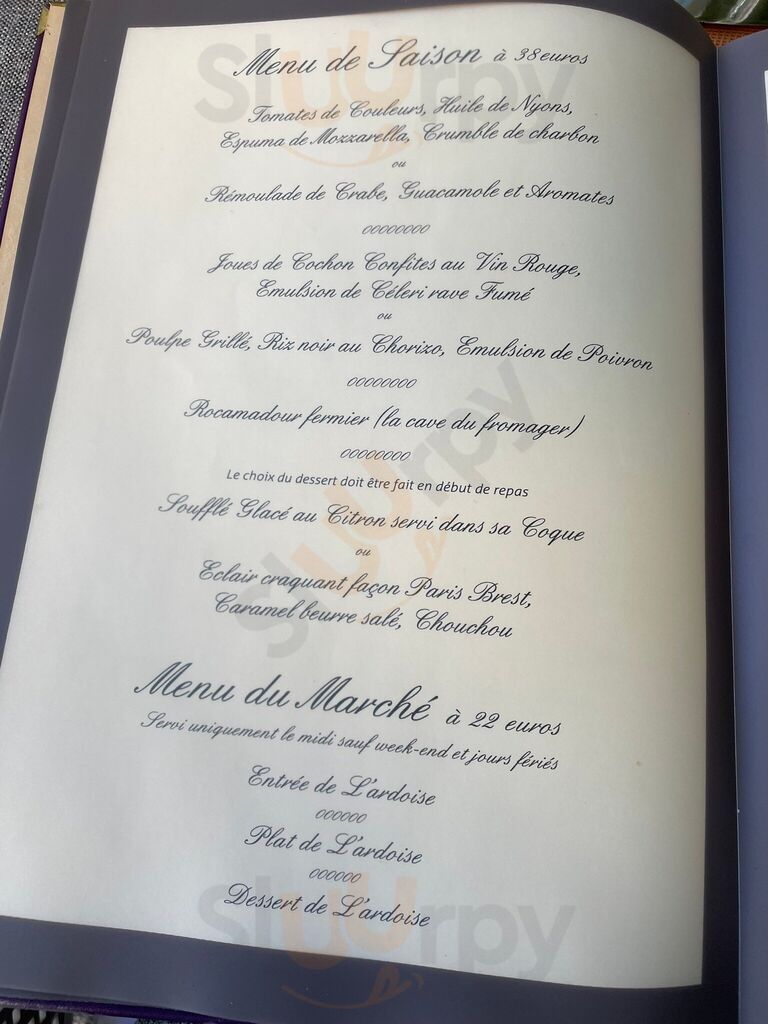 Menu de Saison à 38 euros
Tomates de Couleurs, Huile de Nyons,
Espuma de Mozzarella, Crumble de charbon
ou
Rémoulade de Crabe, Guacamole et Aromates
oooooooo
Joues de Cochon Confites au Vin Rouge,
Emulsion de Céleri rave Fumé
ou
Poulpe Grillé, Riz noir au Chorizo, Emulsion de Poivron
oooooooo
Rocamadour fermier (la cave du fromager)
oooooooo
Le choix du dessert doit être fait en début de repas
Soufflé Glacé au Citron servi dans sa Coque
ou
Eclair craquant façon Paris Brest,
Caramel beurre salé, Chouchou
Menu du Marché à 22 euros
Servi uniquement le midi sauf week-end et jours fériés
Entrée de L'ardoise
oooooo
Plat de L'ardoise
oooooo
Dessert de L'ardoise
Sluurpy
Sluurpy
Sluurpy